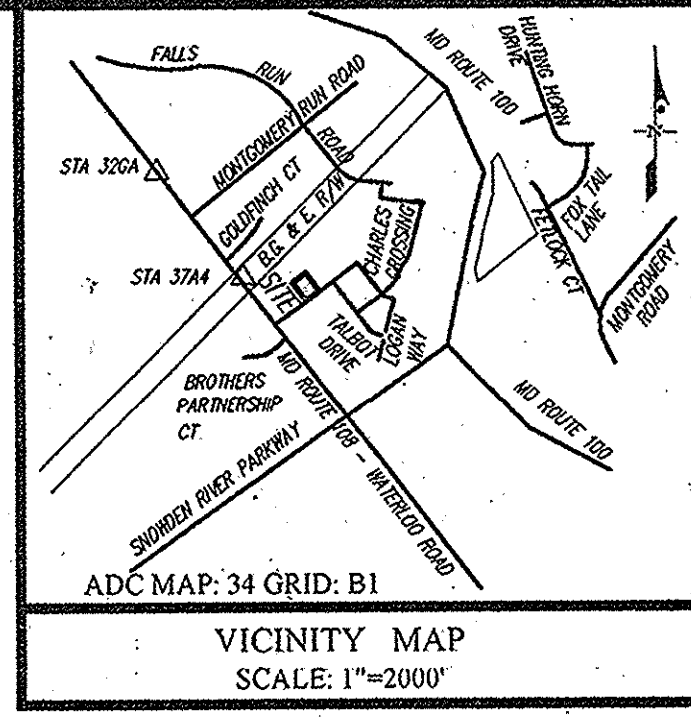 FALLS
RUN
ROAD
MD ROUTE 100
HUNTING HORN
DRIVE
MONTGOMERY RUN ROAD
STA 32GA
GOLDFINCH CT
B.G. & E. R/W
CHARLES
CROSSING
FOX TAIL
LANE
FETLOCK CT
MONTGOMERY
ROAD
STA 37A4
SITE
TALBOT
DRIVE
LOGAN
WAY
BROTHERS
PARTNERSHIP
CT.
MD ROUTE 108 - WATERLOO ROAD
MD ROUTE 100
SNOWDEN RIVER PARKWAY
ADC MAP: 34 GRID: B1
VICINITY MAP
SCALE: 1"=2000'